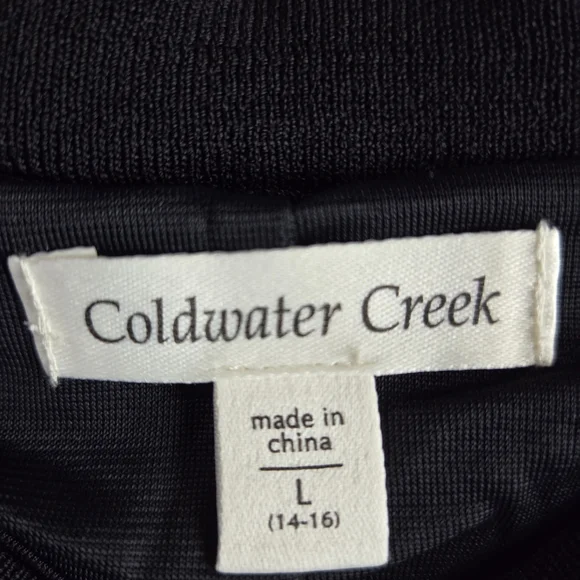 Coldwater Creek
made in
china
L
(14-16)